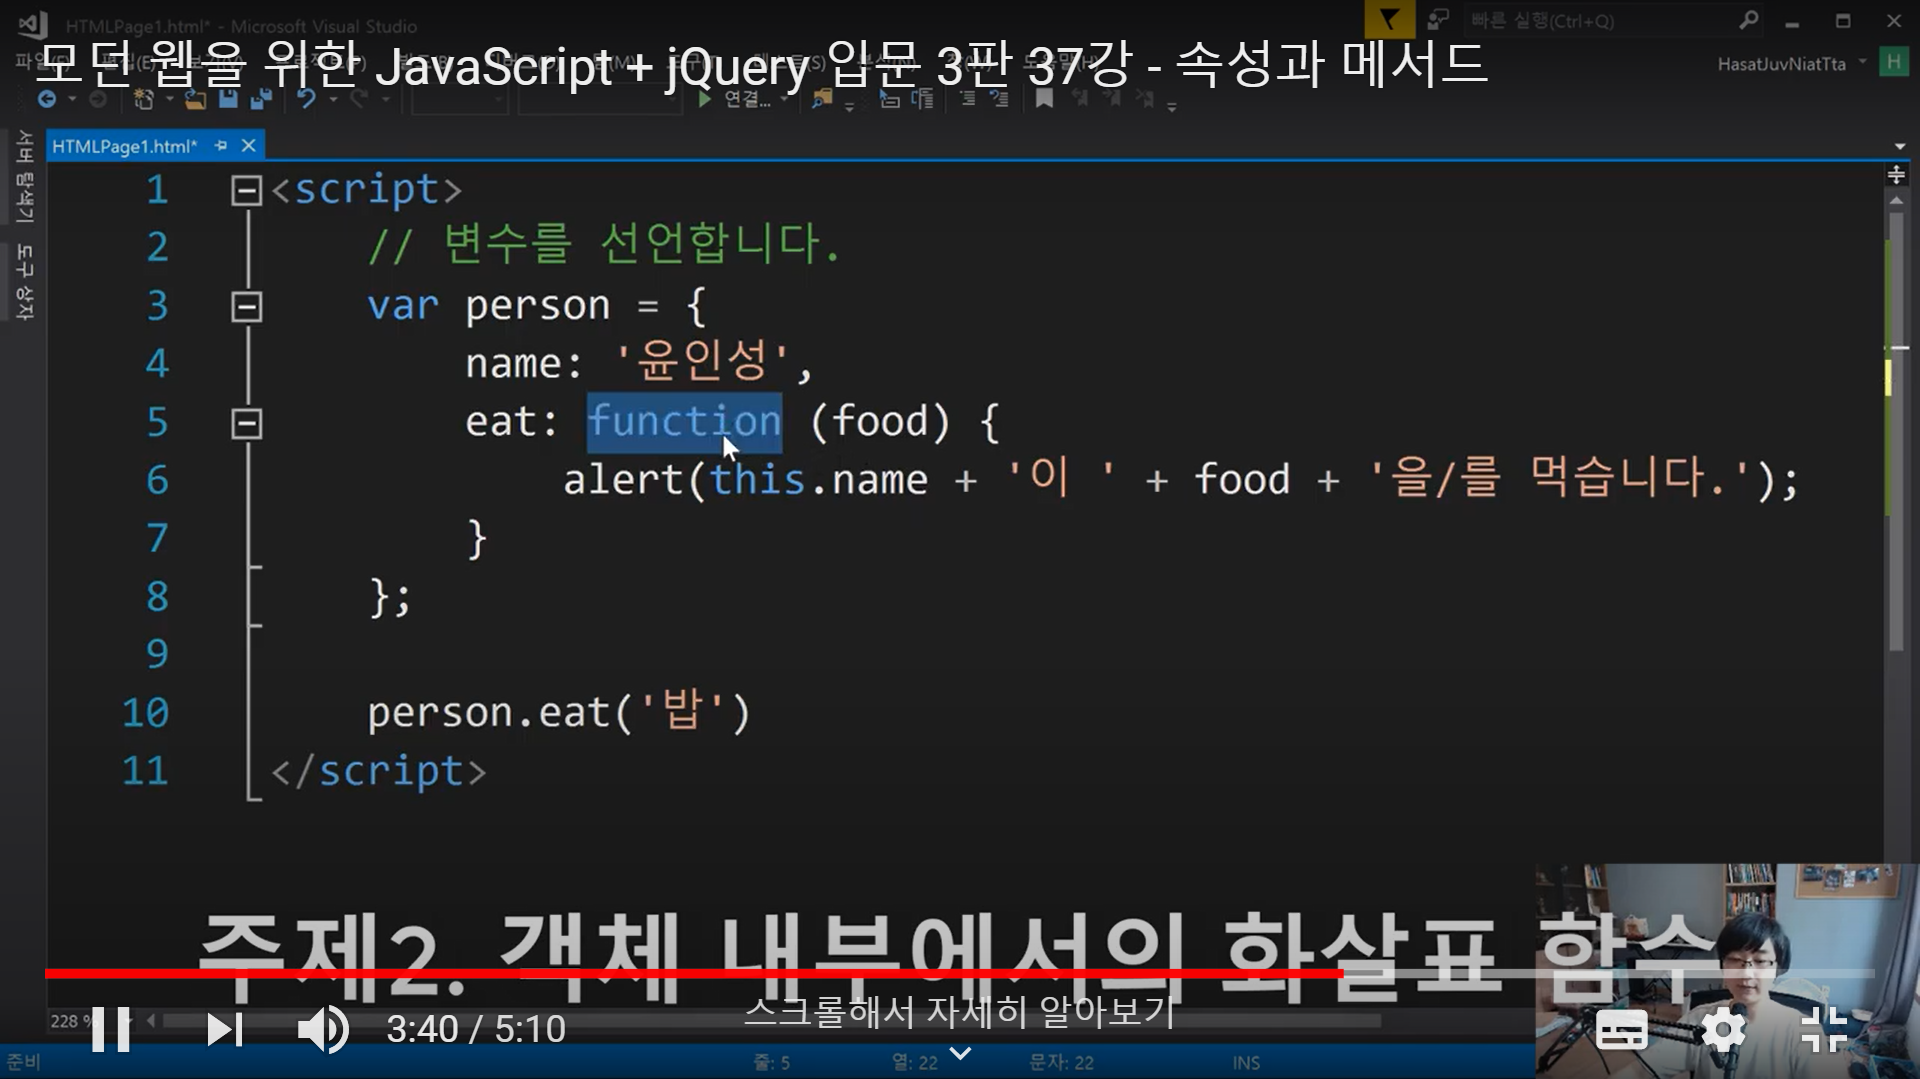 HTMLPage1.html* - Microsoft Visual Studio
빠른 실행(Ctrl+Q)
모던 웹을 위한 JavaScript + jQuery 입문 3판 37강 - 속성과 메서드
HasatJuvNiatTta
H
연결...
서버 탐색기
도구 상자
HTMLPage1.html*
1 <script>
2 // 변수를 선언합니다.
3 var person = {
4 name: '윤인성',
5 eat: function (food) {
6 alert(this.name + '이 ' + food + '을/를 먹습니다.');
7 }
8 };
9
10 person.eat('밥')
11 </script>
주제2. 객체 내부에서의 화살표 함수
스크롤해서 자세히 알아보기
228 %
3:40 / 5:10
준비
줄: 5
열: 22
문자: 22
INS